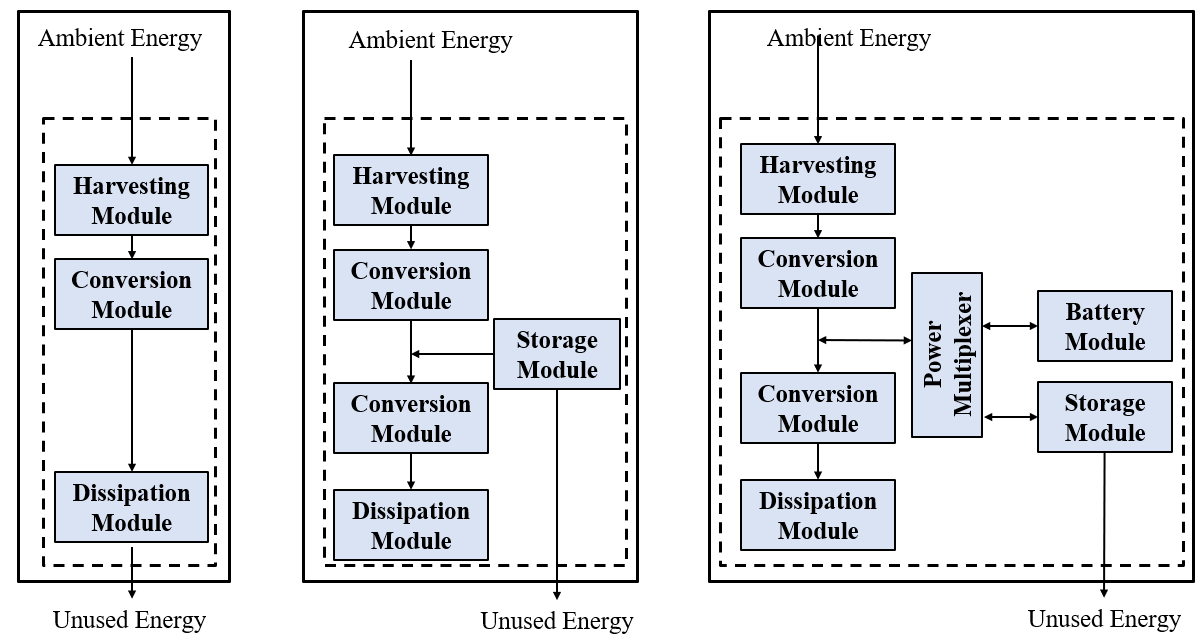 Ambient Energy
Harvesting
Module
Conversion
Module
Dissipation
Module
Unused Energy
Ambient Energy
Harvesting
Module
Conversion
Module
Storage
Module
Conversion
Module
Dissipation
Module
Unused Energy
Ambient Energy
Harvesting
Module
Conversion
Module
Power
Multiplexer
Battery
Module
Conversion
Module
Storage
Module
Dissipation
Module
Unused Energy